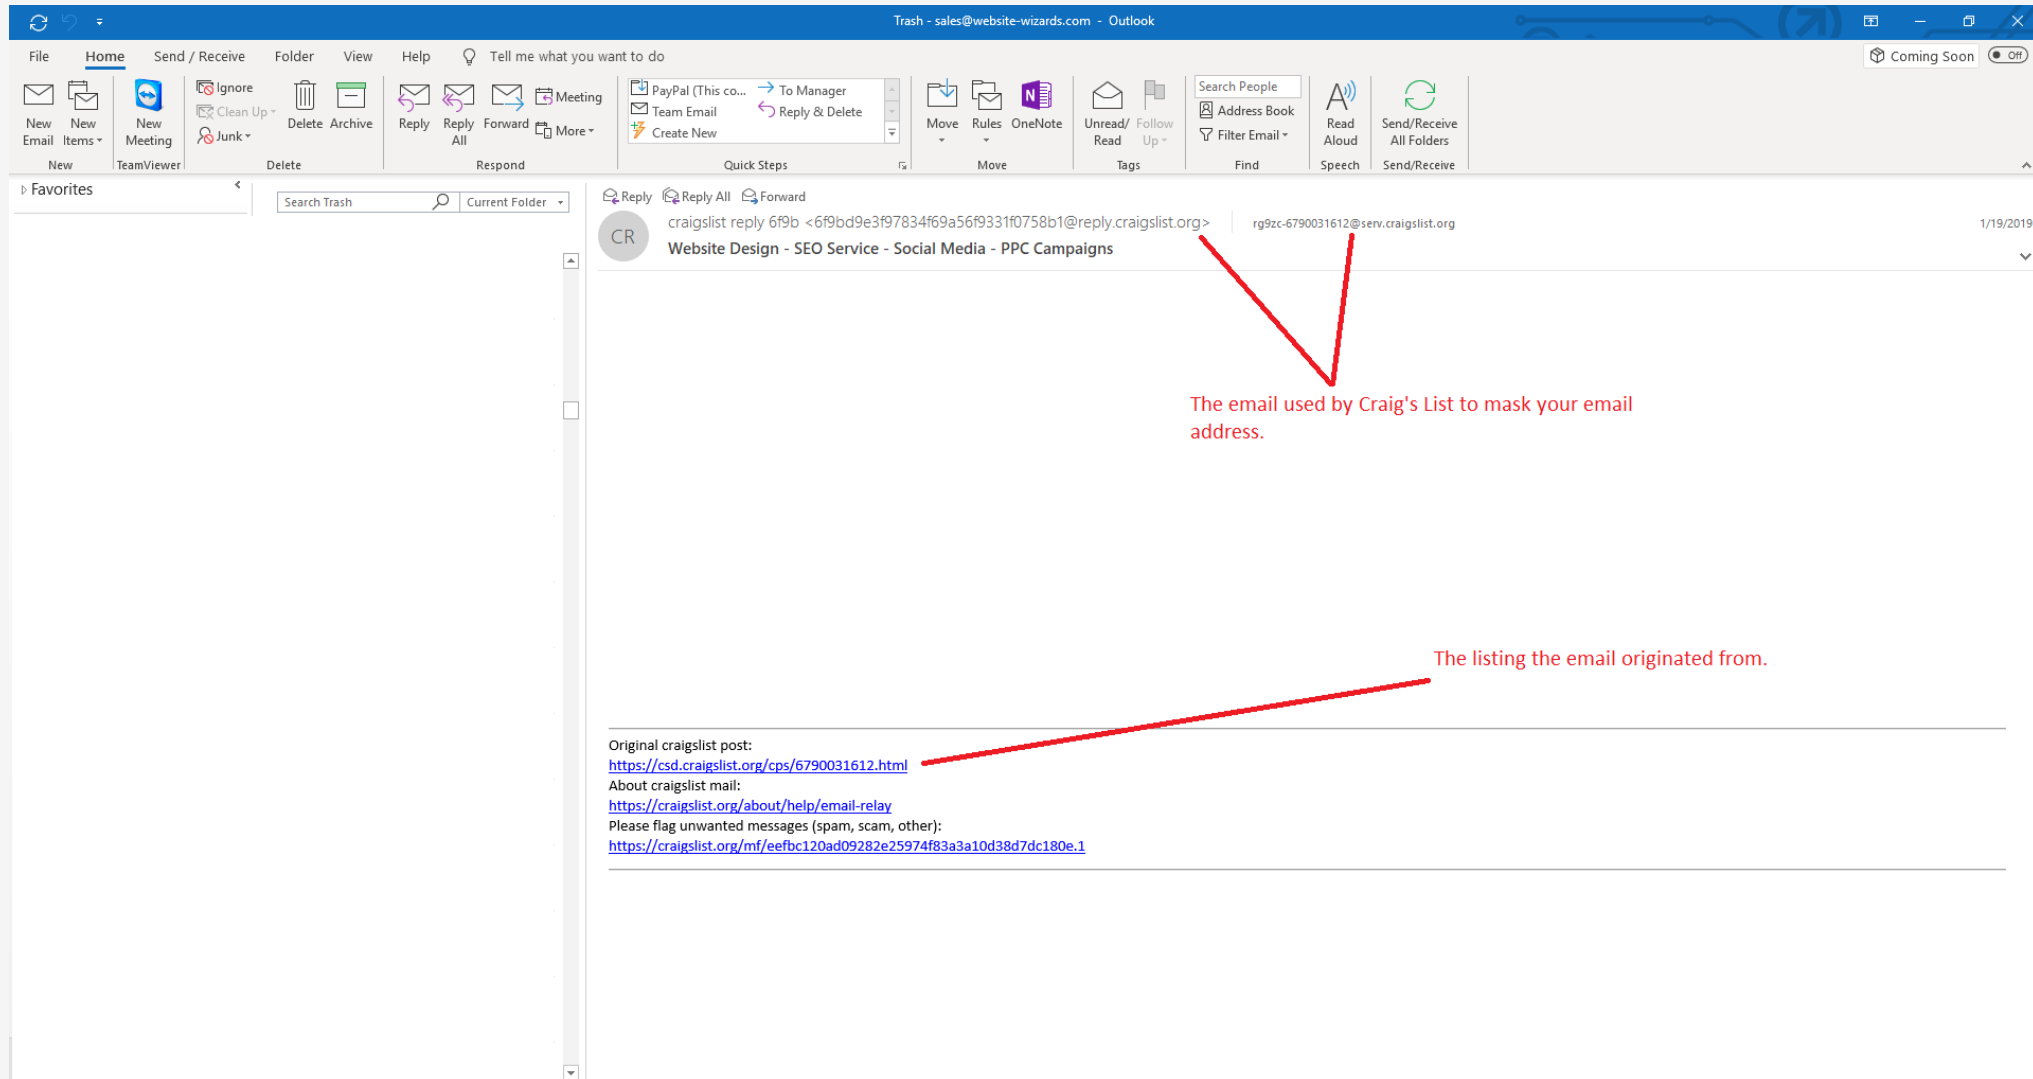 Trash - sales@website-wizards.com - Outlook
File Home Send / Receive Folder View Help Tell me what you want to do
Coming Soon Off
New Email
New Items
New
New Meeting
TeamViewer
Ignore
Clean Up
Junk
Delete
Archive
Delete
Reply
Reply All
Forward
Meeting
More
Respond
PayPal (This co...
Team Email
Create New
To Manager
Reply & Delete
Quick Steps
Move
Rules
OneNote
N
Move
Unread/ Read
Follow Up
Tags
Search People
Address Book
Filter Email
Find
A
Read Aloud
Speech
Send/Receive All Folders
Send/Receive
Favorites
Search Trash
Current Folder
Reply Reply All Forward
CR
craigslist reply 6f9b <6f9bd9e3f97834f69a56f9331f0758b1@reply.craigslist.org>
rg9zc-6790031612@serv.craigslist.org
1/19/2019
Website Design - SEO Service - Social Media - PPC Campaigns
The email used by Craig's List to mask your email
address.
The listing the email originated from.
Original craigslist post:
https://csd.craigslist.org/cps/6790031612.html
About craigslist mail:
https://craigslist.org/about/help/email-relay
Please flag unwanted messages (spam, scam, other):
https://craigslist.org/mf/eefbc120ad09282e25974f83a3a10d38d7dc180e.1